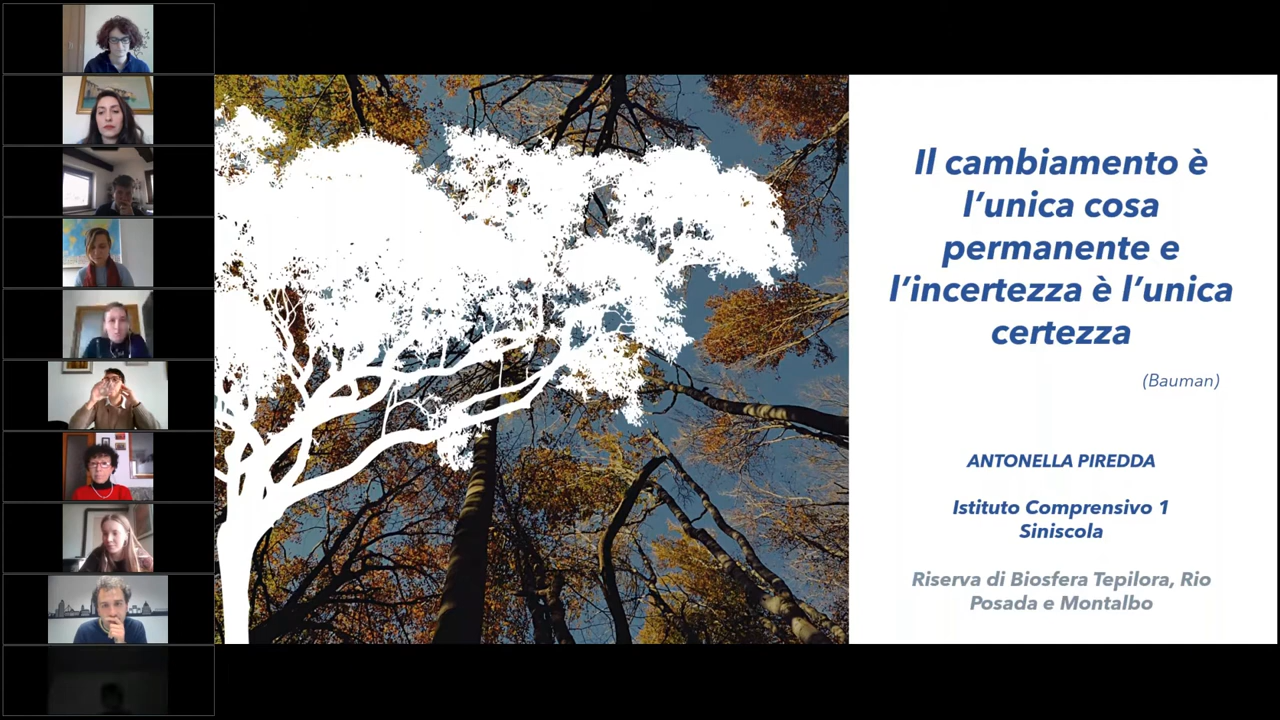 Il cambiamento è
l’unica cosa
permanente e
l’incertezza è l’unica
certezza
(Bauman)
ANTONELLA PIREDDA
Istituto Comprensivo 1
Siniscola
Riserva di Biosfera Tepilora, Rio
Posada e Montalbo